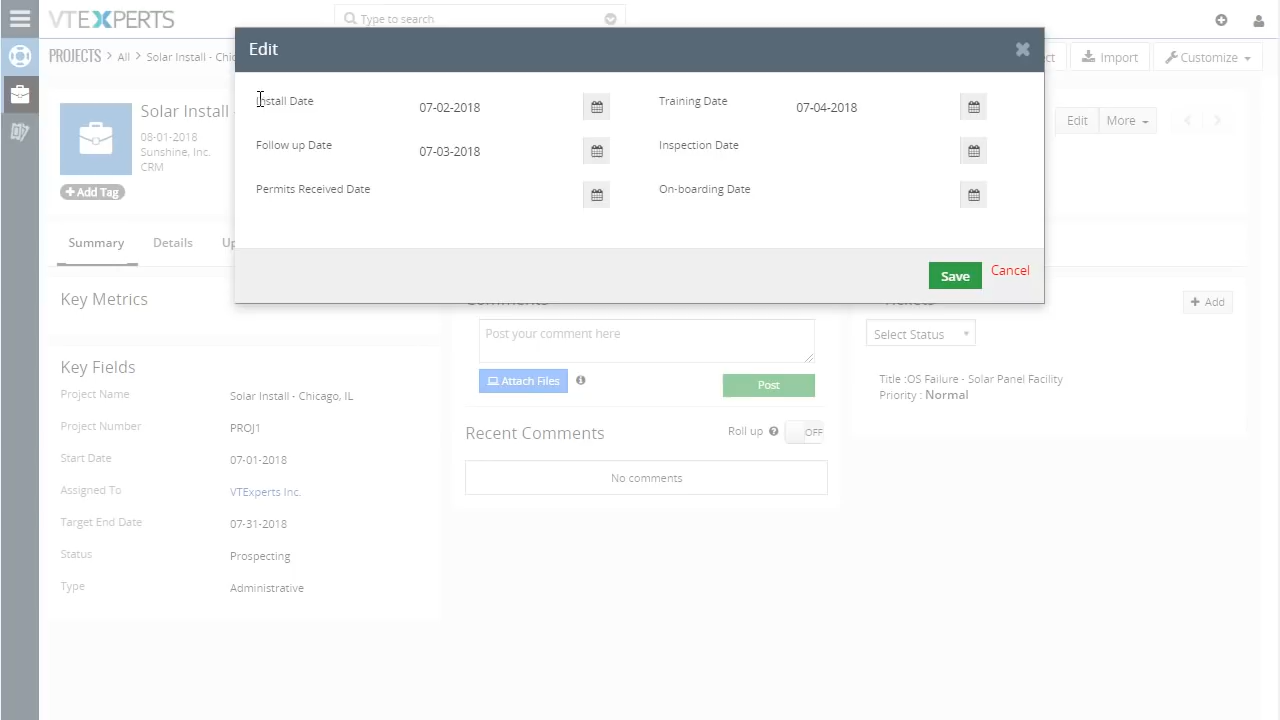 VTEXPERTS
Type to search
PROJECTS > All > Solar Install - Chic
Import
Customize
Edit
Install Date
07-02-2018
Training Date
07-04-2018
Follow up Date
07-03-2018
Inspection Date
Permits Received Date
On-boarding Date
Save
Cancel
Solar Install -
08-01-2018
Sunshine, Inc.
CRM
+ Add Tag
Edit
More
Summary
Details
Key Metrics
Key Fields
Project Name
Solar Install - Chicago, IL
Project Number
PROJ1
Start Date
07-01-2018
Assigned To
VTExperts Inc.
Target End Date
07-31-2018
Status
Prospecting
Type
Administrative
Comments
Post your comment here
Attach Files
Post
Recent Comments
Roll up
OFF
No comments
Tickets
+ Add
Select Status
Title :OS Failure - Solar Panel Facility
Priority : Normal